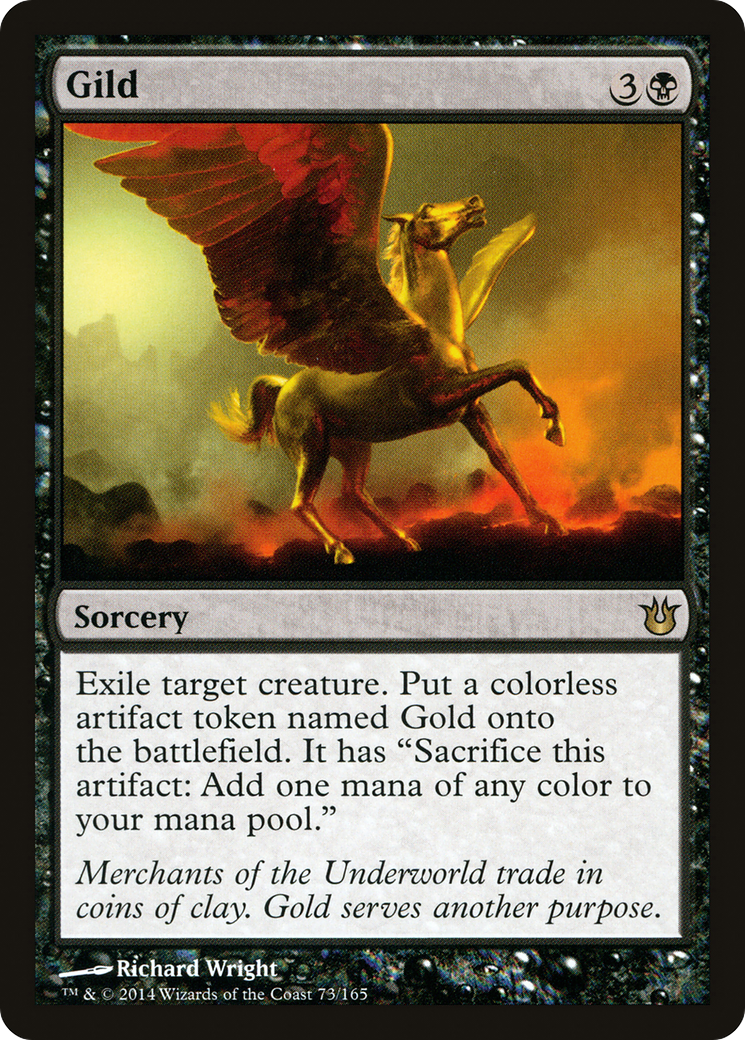 Gild
3
Sorcery
Exile target creature. Put a colorless
artifact token named Gold onto
the battlefield. It has “Sacrifice this
artifact: Add one mana of any color to
your mana pool.”
Merchants of the Underworld trade in
coins of clay. Gold serves another purpose.
Richard Wright
™ & © 2014 Wizards of the Coast 73/165